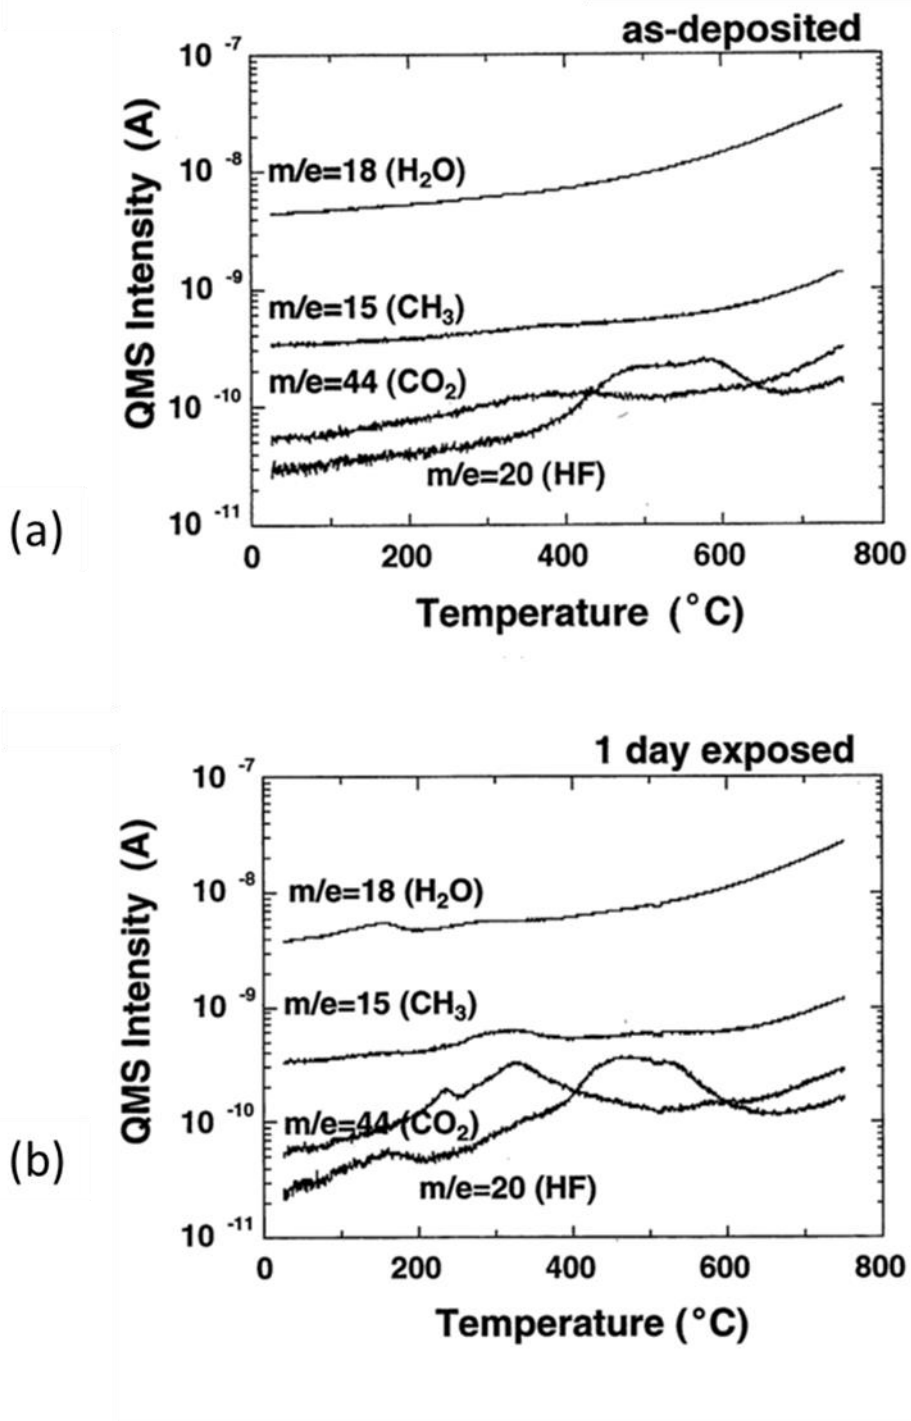 as-deposited
10 -7
10 -8
10 -9
10 -10
10 -11
QMS Intensity (A)
m/e=18 (H₂O)
m/e=15 (CH₃)
m/e=44 (CO₂)
m/e=20 (HF)
(a)
0 200 400 600 800
Temperature (°C)
1 day exposed
10 -7
10 -8
10 -9
10 -10
10 -11
QMS Intensity (A)
m/e=18 (H₂O)
m/e=15 (CH₃)
m/e=44 (CO₂)
m/e=20 (HF)
(b)
0 200 400 600 800
Temperature (°C)